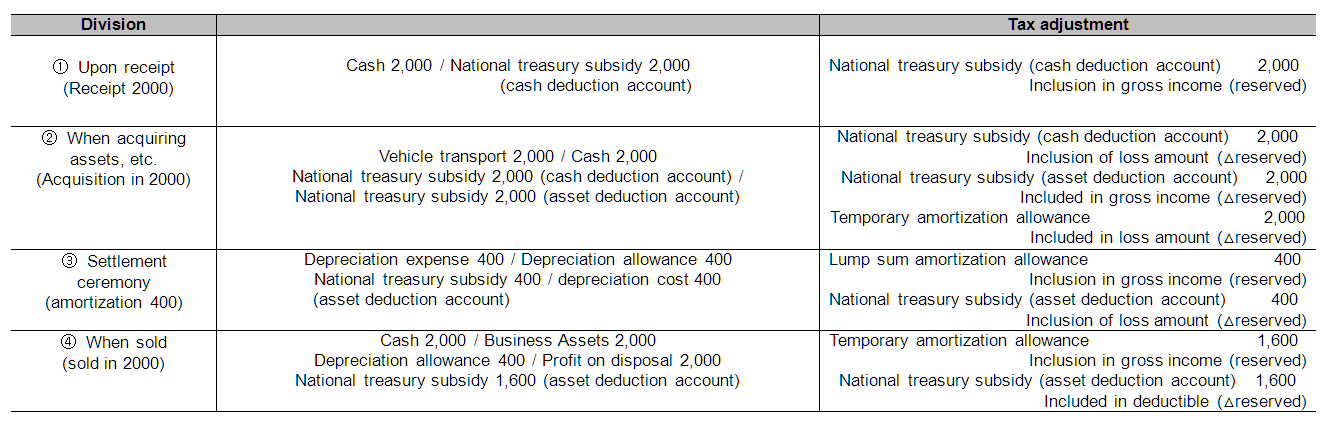 Division
Tax adjustment
① Upon receipt
(Receipt 2000)
Cash 2,000 / National treasury subsidy 2,000
(cash deduction account)
National treasury subsidy (cash deduction account) 2,000
Inclusion in gross income (reserved)
② When acquiring
assets, etc.
(Acquisition in 2000)
Vehicle transport 2,000 / Cash 2,000
National treasury subsidy 2,000 (cash deduction account) /
National treasury subsidy 2,000 (asset deduction account)
National treasury subsidy (cash deduction account) 2,000
Inclusion of loss amount (△reserved)
National treasury subsidy (asset deduction account) 2,000
Included in gross income (△reserved)
Temporary amortization allowance 2,000
Included in loss amount (△reserved)
③ Settlement
ceremony
(amortization 400)
Depreciation expense 400 / Depreciation allowance 400
National treasury subsidy 400 / depreciation cost 400
(asset deduction account)
Lump sum amortization allowance 400
Inclusion in gross income (reserved)
National treasury subsidy (asset deduction account) 400
Inclusion of loss amount (△reserved)
④ When sold
(sold in 2000)
Cash 2,000 / Business Assets 2,000
Depreciation allowance 400 / Profit on disposal 2,000
National treasury subsidy 1,600 (asset deduction account)
Temporary amortization allowance 1,600
Inclusion in gross income (reserved)
National treasury subsidy (asset deduction account) 1,600
Included in deductible (△reserved)